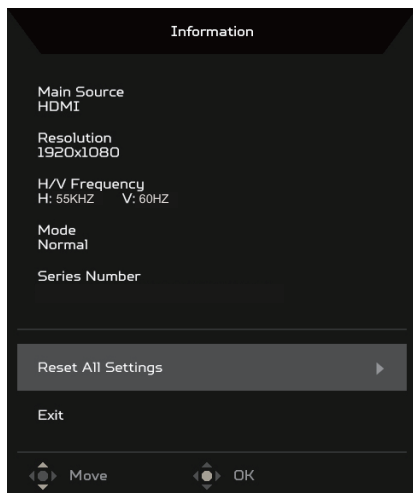 Information
Main Source
HDMI
Resolution
1920x1080
H/V Frequency
H: 55KHZ V: 60HZ
Mode
Normal
Series Number
Reset All Settings
Exit
Move OK